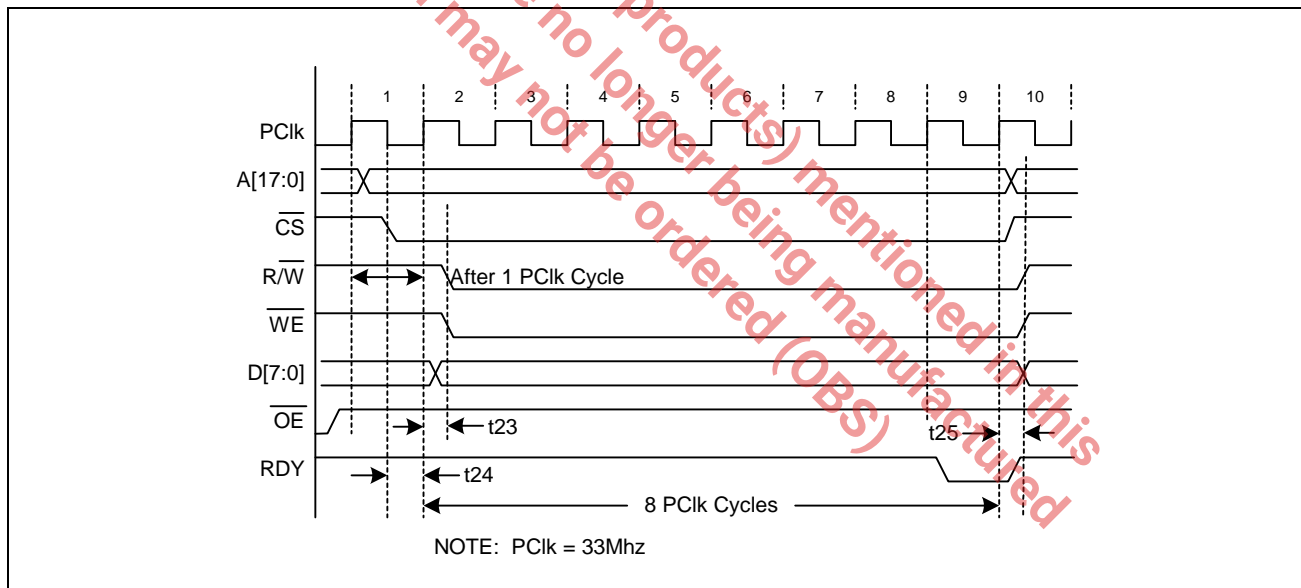 products) mentioned in this
no longer being manufactured
may not be ordered (OBS)
1 2 3 4 5 6 7 8 9 10
PClk
A[17:0]
CS
R/W
After 1 PClk Cycle
WE
D[7:0]
OE
t23
t25
RDY
t24
8 PClk Cycles
NOTE: PClk = 33Mhz